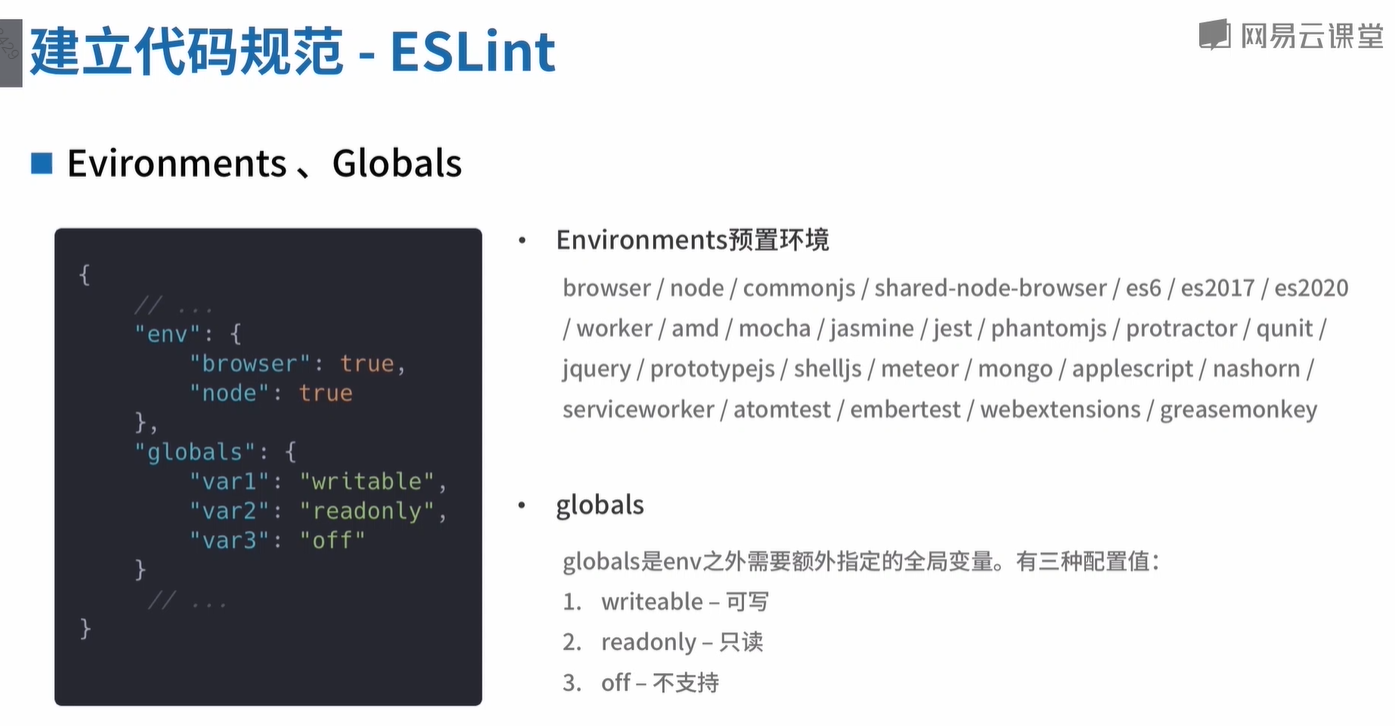 建立代码规范 - ESLint
网易云课堂
Evironments 、Globals
{
// ...
"env": {
"browser": true,
"node": true
},
"globals": {
"var1": "writable",
"var2": "readonly",
"var3": "off"
}
// ...
}
• Environments预置环境
browser / node / commonjs / shared-node-browser / es6 / es2017 / es2020
/ worker / amd / mocha / jasmine / jest / phantomjs / protractor / qunit /
jquery / prototypejs / shelljs / meteor / mongo / applescript / nashorn /
serviceworker / atomtest / embertest / webextensions / greasemonkey
• globals
globals是env之外需要额外指定的全局变量。有三种配置值：
1. writeable – 可写
2. readonly – 只读
3. off – 不支持